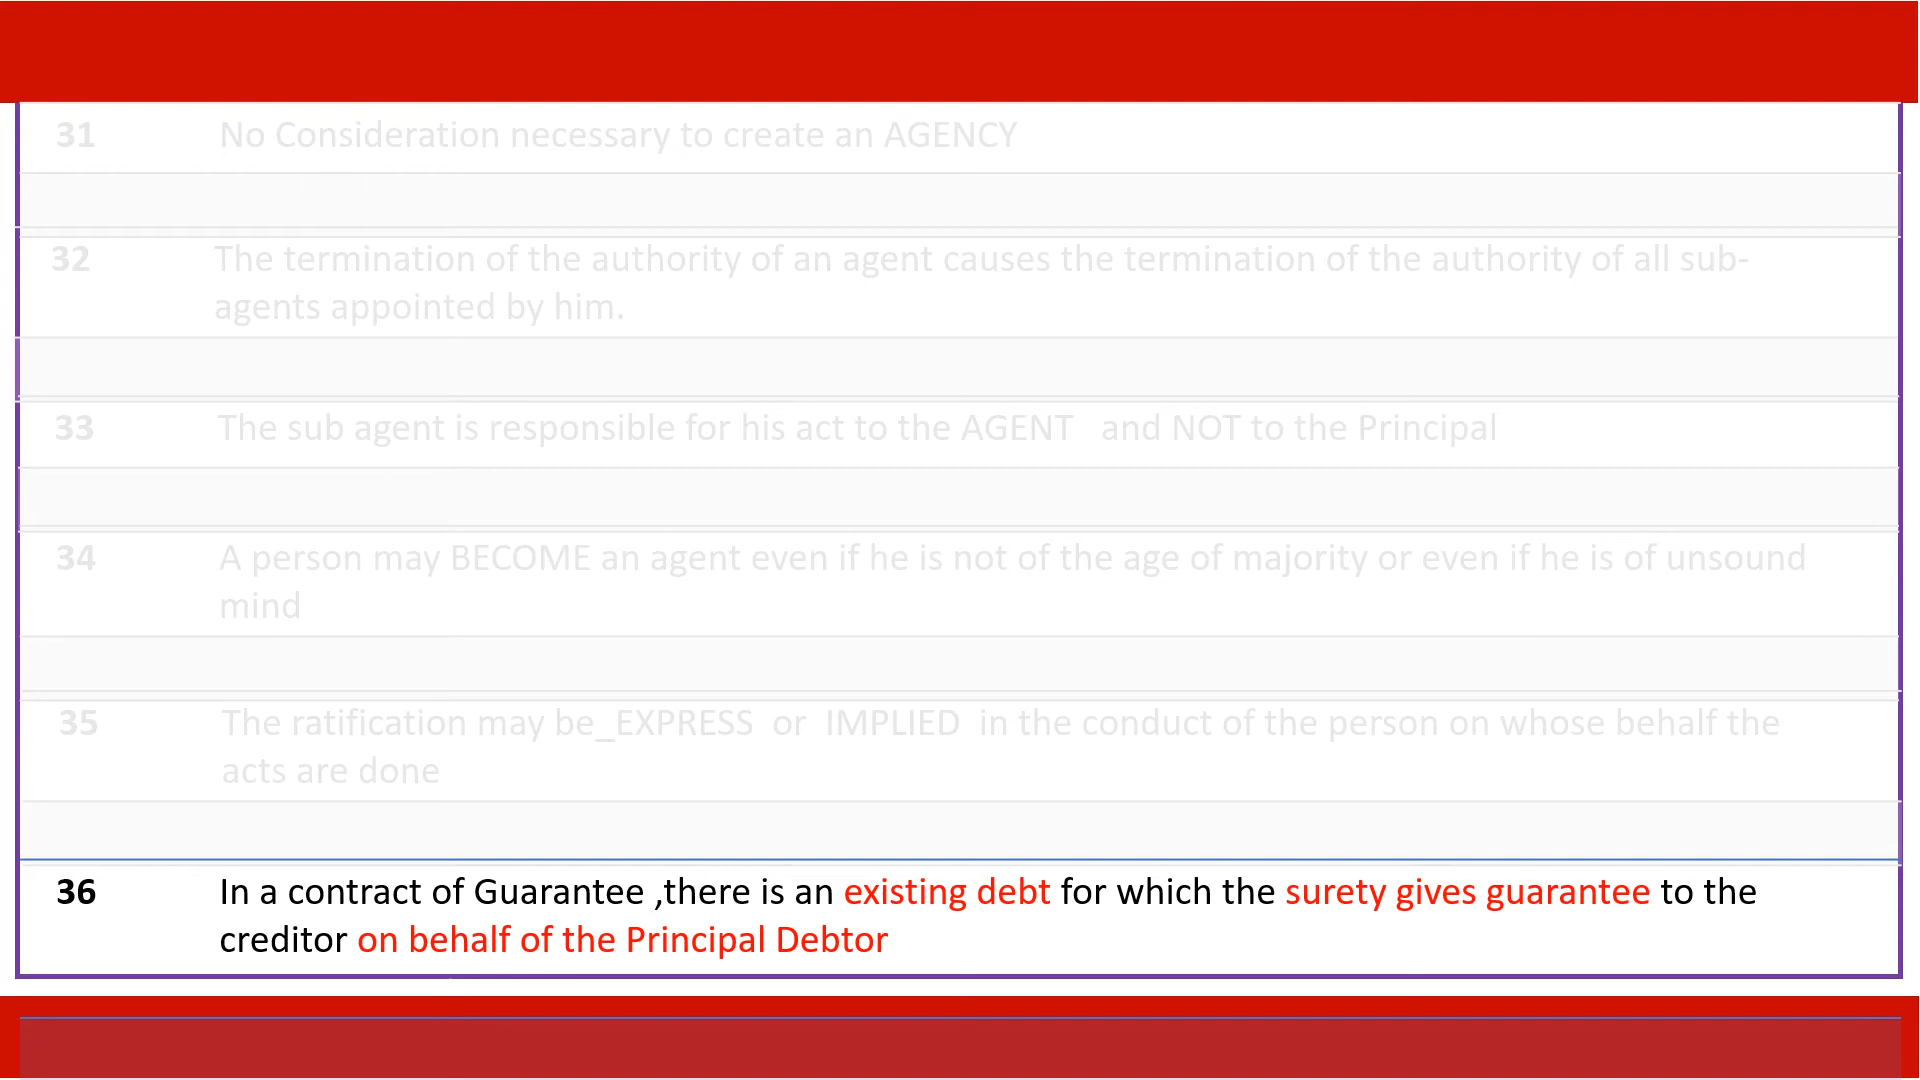 31 No Consideration necessary to create an AGENCY
32 The termination of the authority of an agent causes the termination of the authority of all sub-
agents appointed by him.
33 The sub agent is responsible for his act to the AGENT and NOT to the Principal
34 A person may BECOME an agent even if he is not of the age of majority or even if he is of unsound
mind
35 The ratification may be_EXPRESS or IMPLIED in the conduct of the person on whose behalf the
acts are done
36 In a contract of Guarantee ,there is an existing debt for which the surety gives guarantee to the
creditor on behalf of the Principal Debtor